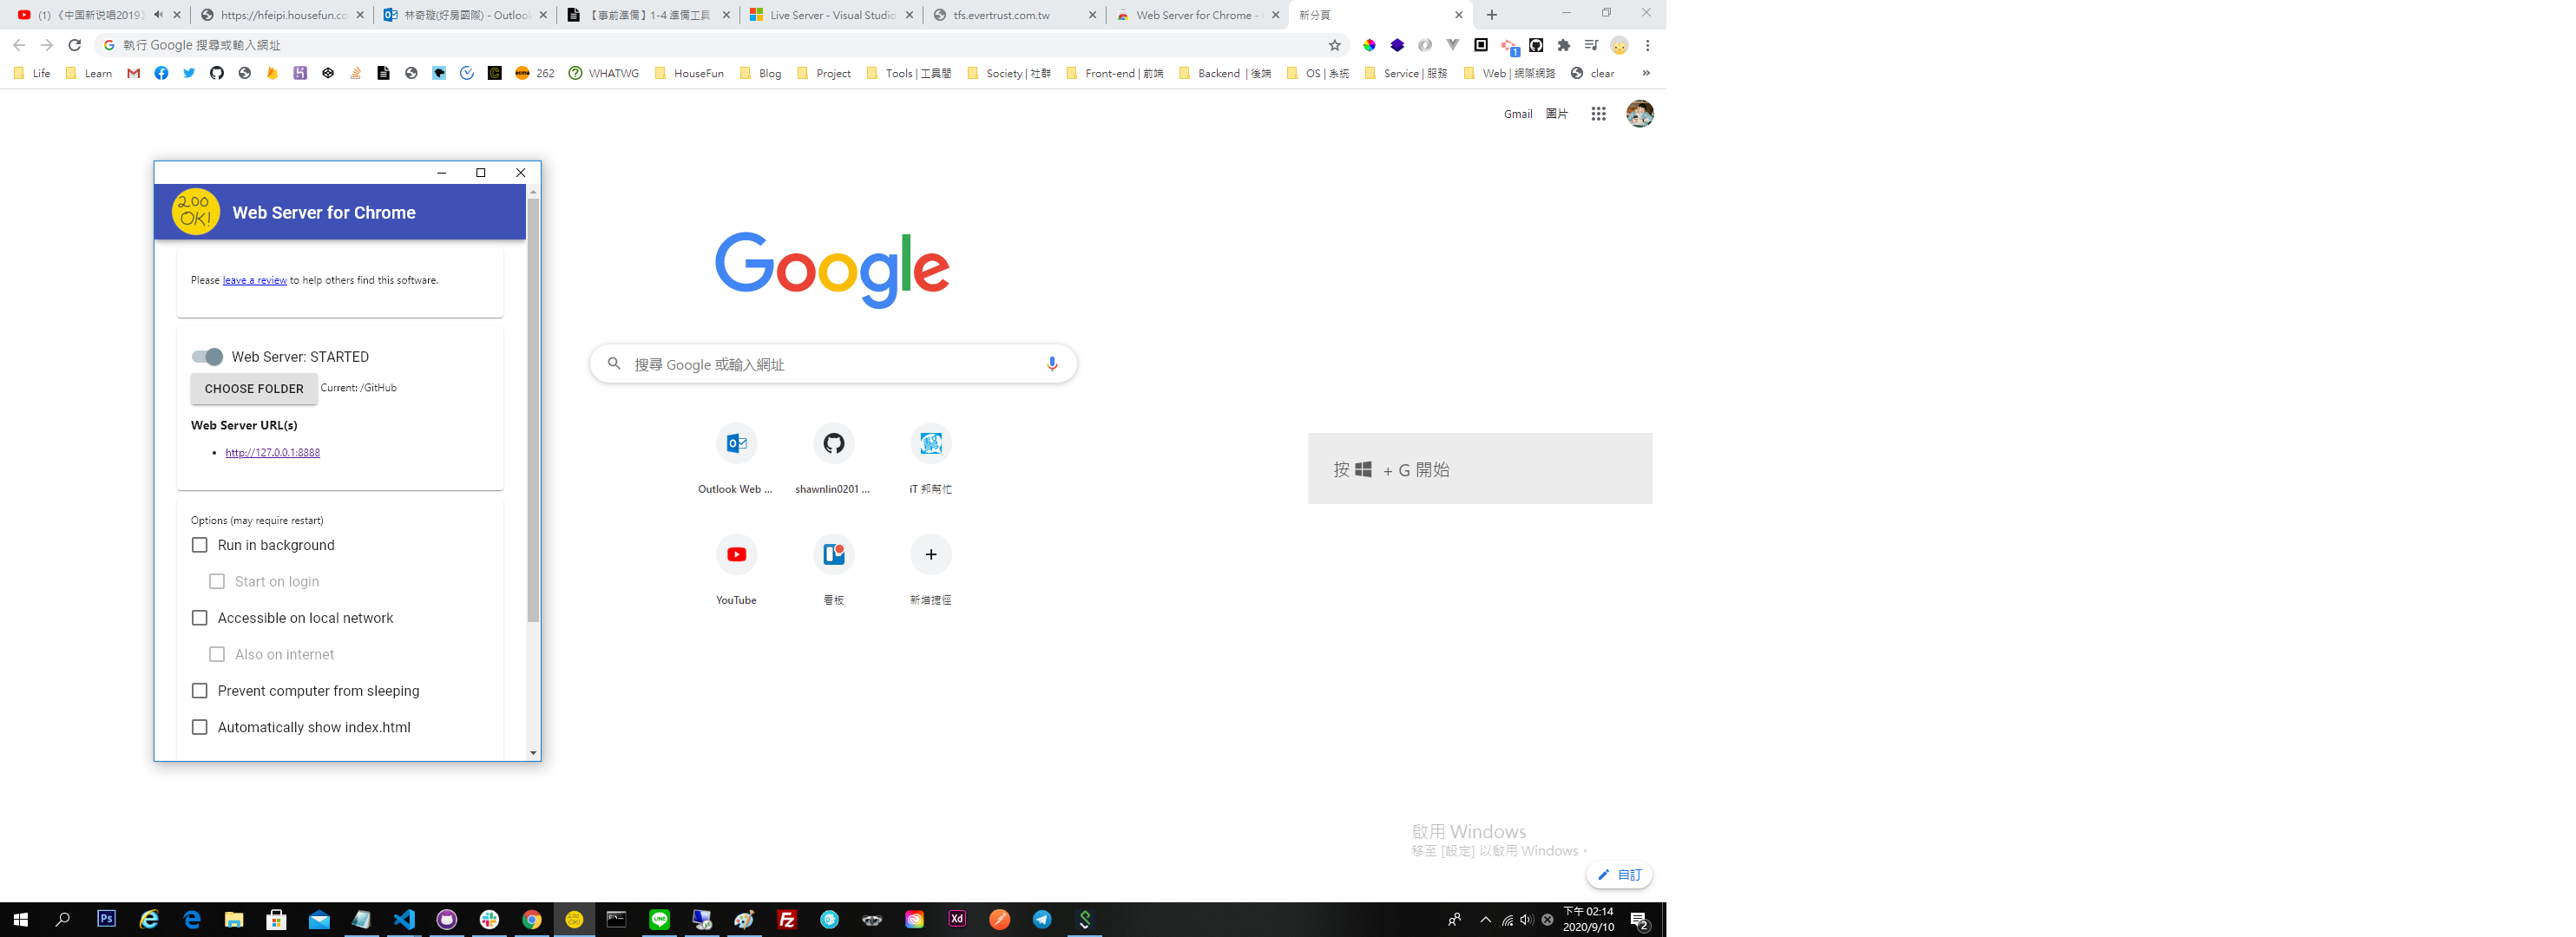 (1) 《中国新说唱2019》
https://hfeipi.housefun.co
林奇璇(好房國際) - Outlook
【事前準備】1-4 準備工具
Live Server - Visual Studio
tfs.evertrust.com.tw
Web Server for Chrome -
新分頁
執行 Google 搜尋或輸入網址
1
Life
Learn
262
WHATWG
HouseFun
Blog
Project
Tools | 工具間
Society | 社群
Front-end | 前端
Backend | 後端
OS | 系統
Service | 服務
Web | 網際網路
clear
»
Gmail
圖片
200 OK!
Web Server for Chrome
Please leave a review to help others find this software.
Web Server: STARTED
CHOOSE FOLDER Current: /GitHub
Web Server URL(s)
• http://127.0.0.1:8888
Options (may require restart)
Run in background
Start on login
Accessible on local network
Also on internet
Prevent computer from sleeping
Automatically show index.html
Google
搜尋 Google 或輸入網址
Outlook Web ...
shawnlin0201 ...
iT 邦幫忙
YouTube
看板
新增捷徑
按 + G 開始
啟用 Windows
移至 [設定] 以啟用 Windows。
自訂
Ps
LINE
Fz
Xd
下午 02:14
2020/9/10
2